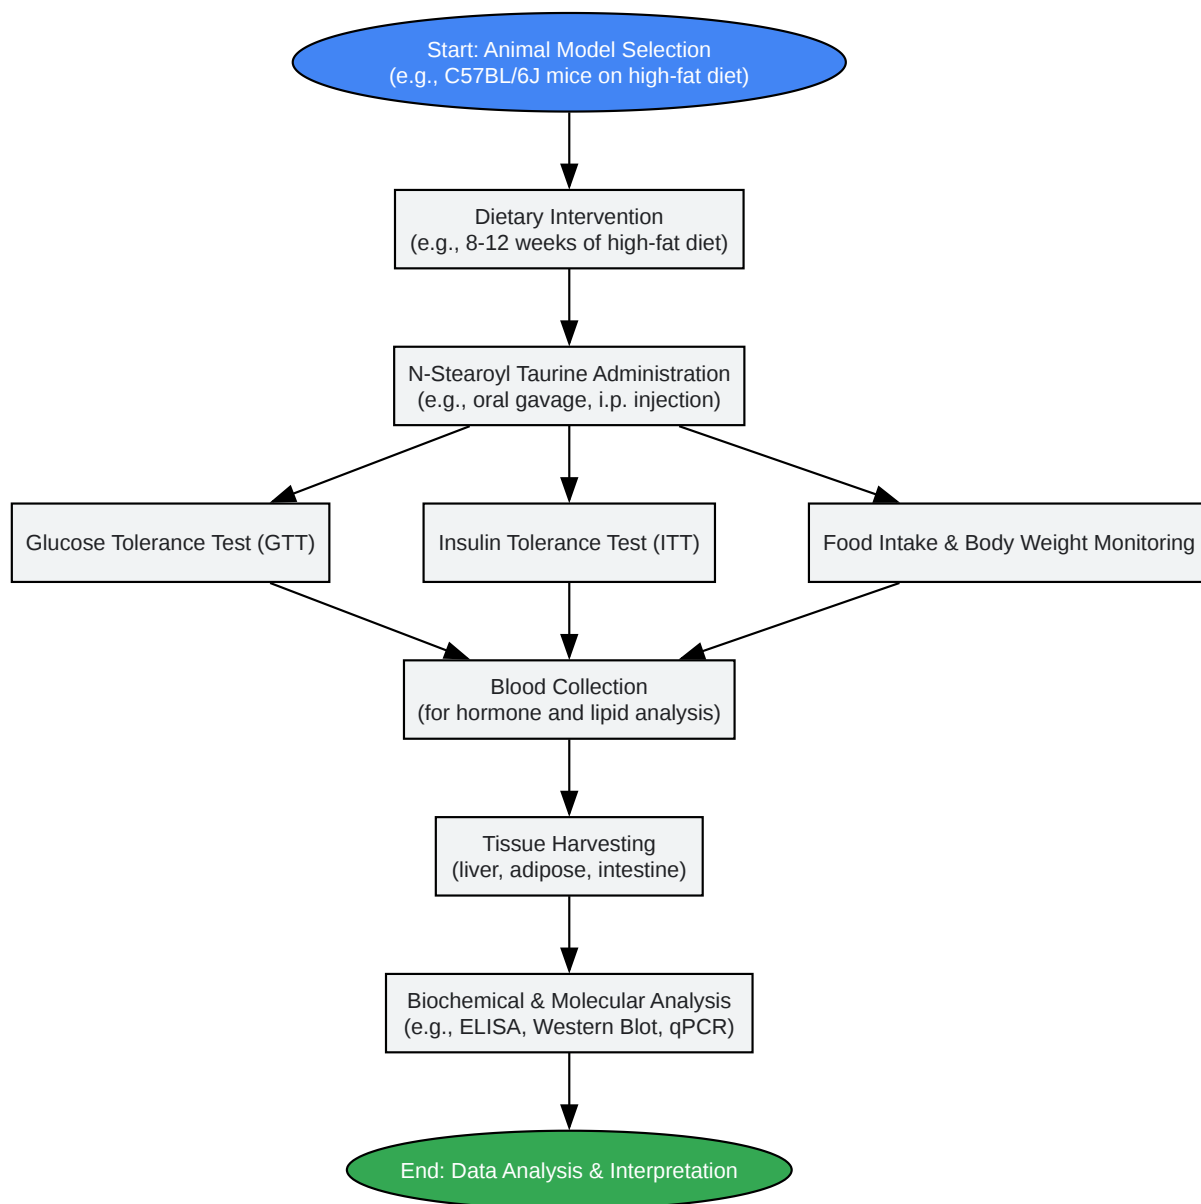 Start: Animal Model Selection
(e.g., C57BL/6J mice on high-fat diet)
Dietary Intervention
(e.g., 8-12 weeks of high-fat diet)
N-Stearoyl Taurine Administration
(e.g., oral gavage, i.p. injection)
Glucose Tolerance Test (GTT)
Insulin Tolerance Test (ITT)
Food Intake & Body Weight Monitoring
Blood Collection
(for hormone and lipid analysis)
Tissue Harvesting
(liver, adipose, intestine)
Biochemical & Molecular Analysis
(e.g., ELISA, Western Blot, qPCR)
End: Data Analysis & Interpretation